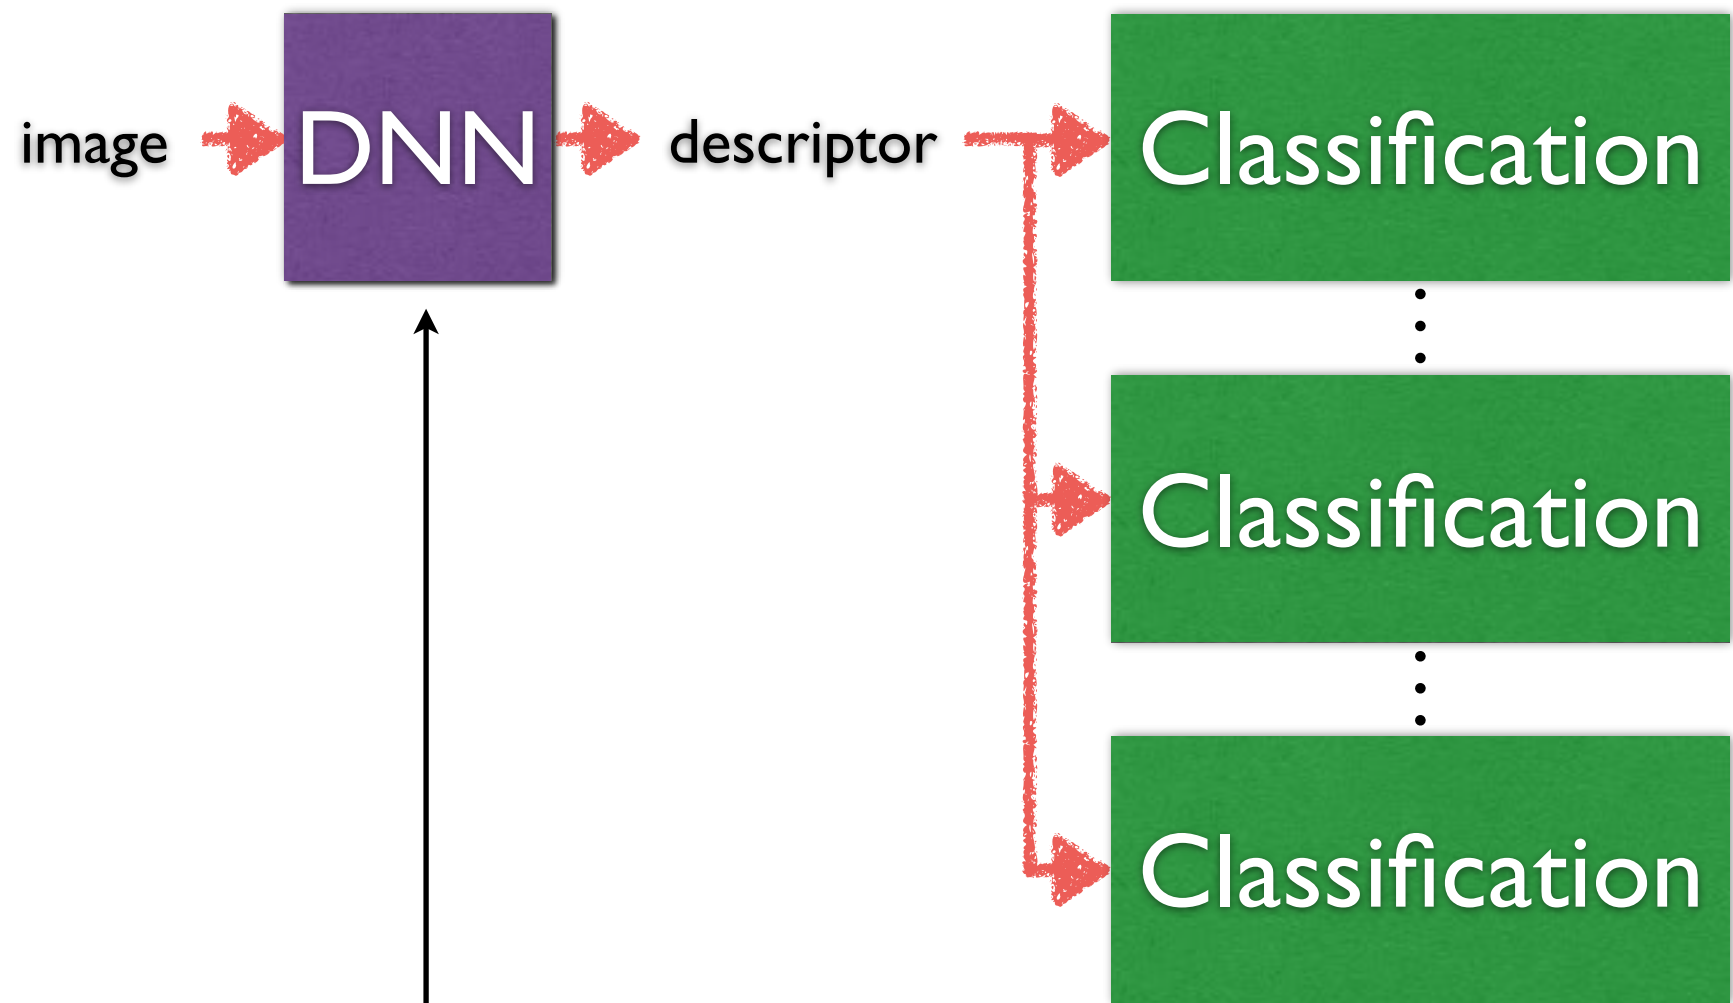 image
DNN
descriptor
Classification
Classification
Classification